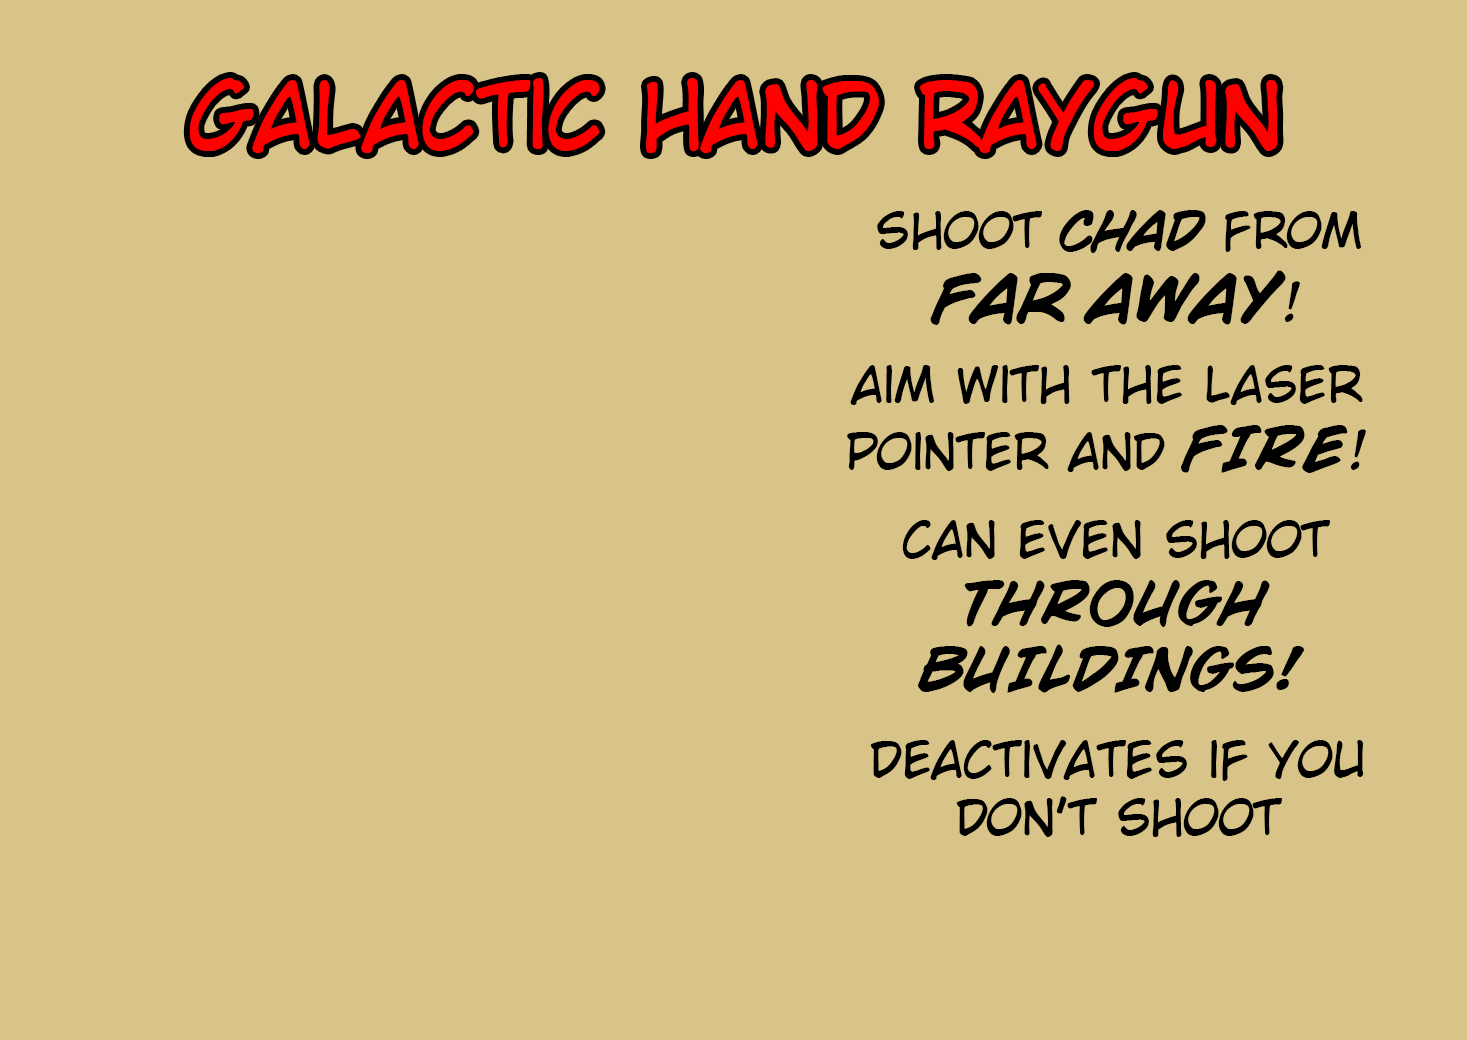 GALACTIC HAND RAYGUN
SHOOT CHAD FROM
FAR AWAY!
AIM WITH THE LASER
POINTER AND FIRE!
CAN EVEN SHOOT
THROUGH
BUILDINGS!
DEACTIVATES IF YOU
DON'T SHOOT